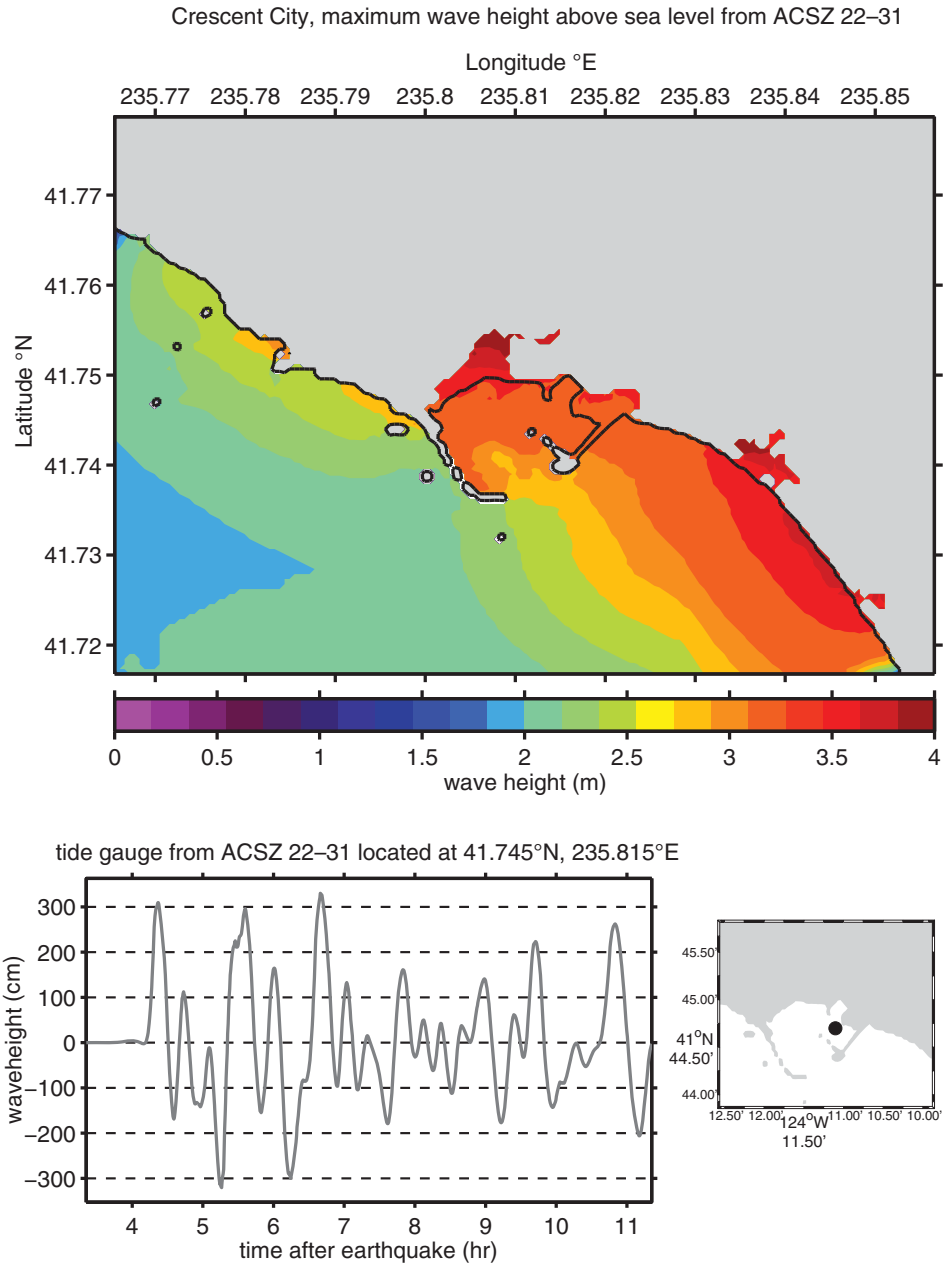 Crescent City, maximum wave height above sea level from ACSZ 22–31
Longitude °E
235.77 235.78 235.79 235.8 235.81 235.82 235.83 235.84 235.85
Latitude °N
41.77
41.76
41.75
41.74
41.73
41.72
0 0.5 1 1.5 2 2.5 3 3.5 4
wave height (m)
tide gauge from ACSZ 22–31 located at 41.745°N, 235.815°E
waveheight (cm)
300
200
100
0
−100
−200
−300
4 5 6 7 8 9 10 11
time after earthquake (hr)
45.50'
45.00'
41°N
44.50'
44.00'
12.50' 12.00' 11.00' 10.50' 10.00'
124°W
11.50'